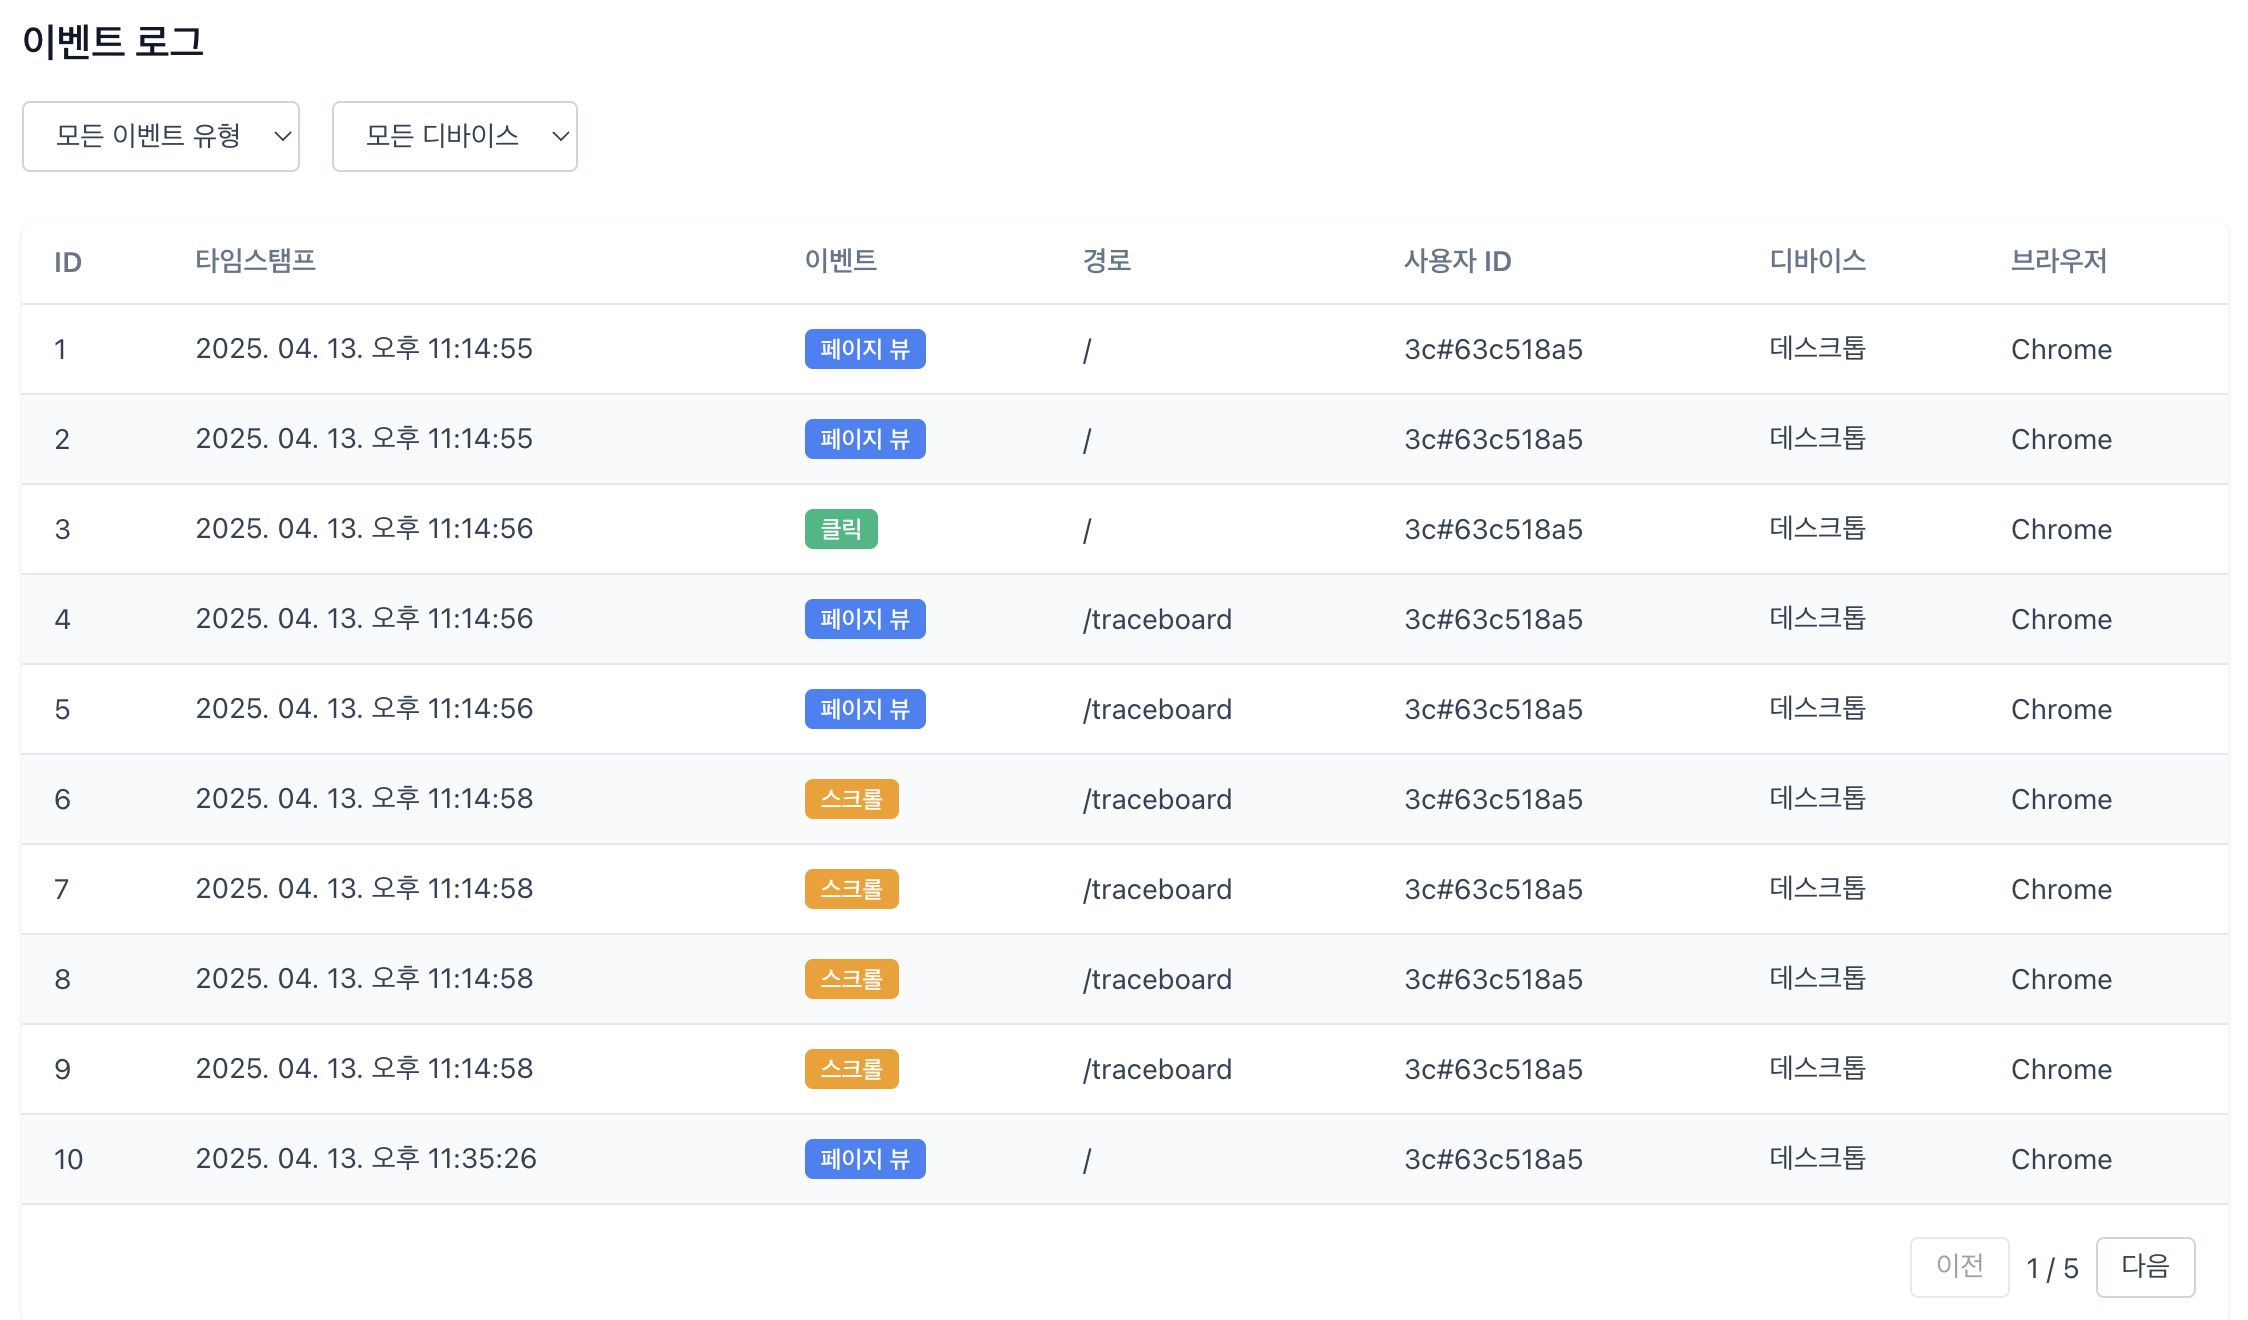 이벤트 로그
모든 이벤트 유형 모든 디바이스
ID 타임스탬프 이벤트 경로 사용자 ID 디바이스 브라우저
1 2025. 04. 13. 오후 11:14:55 페이지 뷰 / 3c#63c518a5 데스크톱 Chrome
2 2025. 04. 13. 오후 11:14:55 페이지 뷰 / 3c#63c518a5 데스크톱 Chrome
3 2025. 04. 13. 오후 11:14:56 클릭 / 3c#63c518a5 데스크톱 Chrome
4 2025. 04. 13. 오후 11:14:56 페이지 뷰 /traceboard 3c#63c518a5 데스크톱 Chrome
5 2025. 04. 13. 오후 11:14:56 페이지 뷰 /traceboard 3c#63c518a5 데스크톱 Chrome
6 2025. 04. 13. 오후 11:14:58 스크롤 /traceboard 3c#63c518a5 데스크톱 Chrome
7 2025. 04. 13. 오후 11:14:58 스크롤 /traceboard 3c#63c518a5 데스크톱 Chrome
8 2025. 04. 13. 오후 11:14:58 스크롤 /traceboard 3c#63c518a5 데스크톱 Chrome
9 2025. 04. 13. 오후 11:14:58 스크롤 /traceboard 3c#63c518a5 데스크톱 Chrome
10 2025. 04. 13. 오후 11:35:26 페이지 뷰 / 3c#63c518a5 데스크톱 Chrome
이전 1 / 5 다음